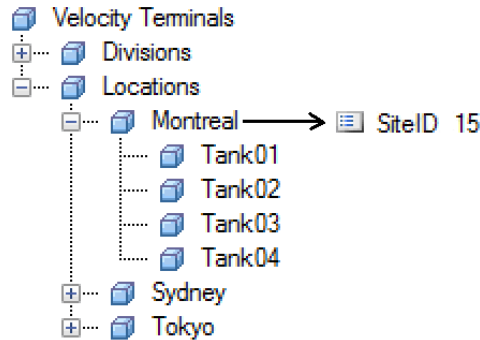 Velocity Terminals
Divisions
Locations
Montreal SiteID 15
Tank01
Tank02
Tank03
Tank04
Sydney
Tokyo